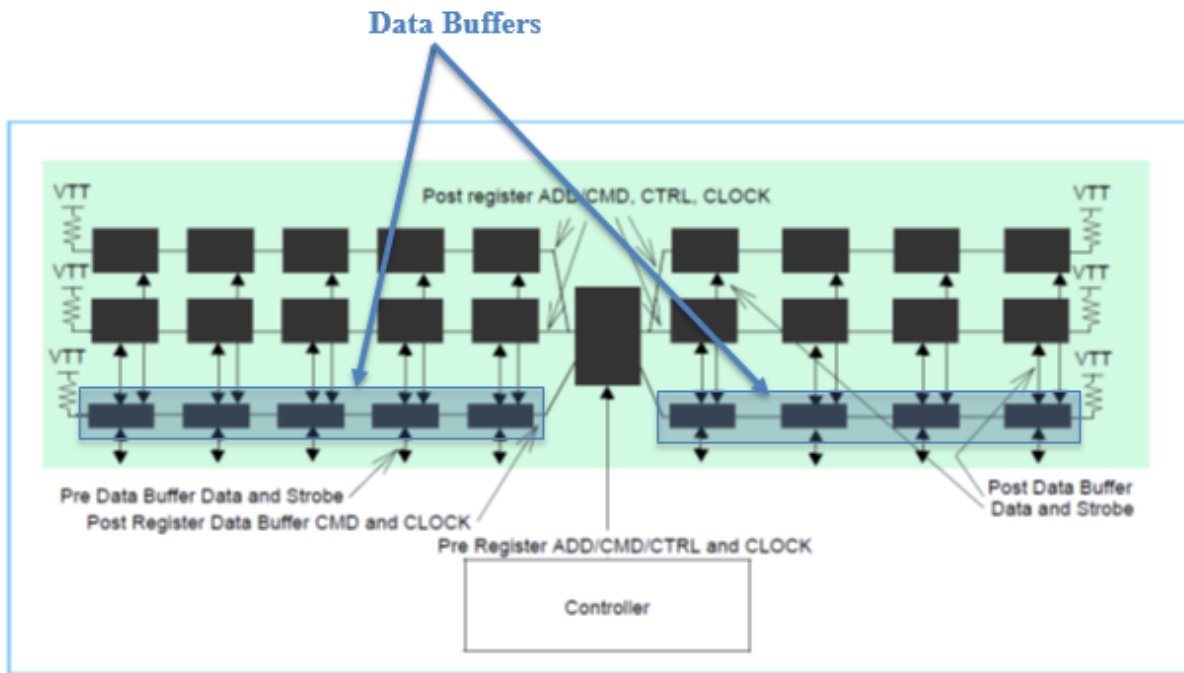 Data Buffers
VTT
VTT
Post register ADD/CMD, CTRL, CLOCK
VTT
VTT
VTT
VTT
Pre Data Buffer Data and Strobe
Post Register Data Buffer CMD and CLOCK
Post Data Buffer
Data and Strobe
Pre Register ADD/CMD/CTRL and CLOCK
Controller